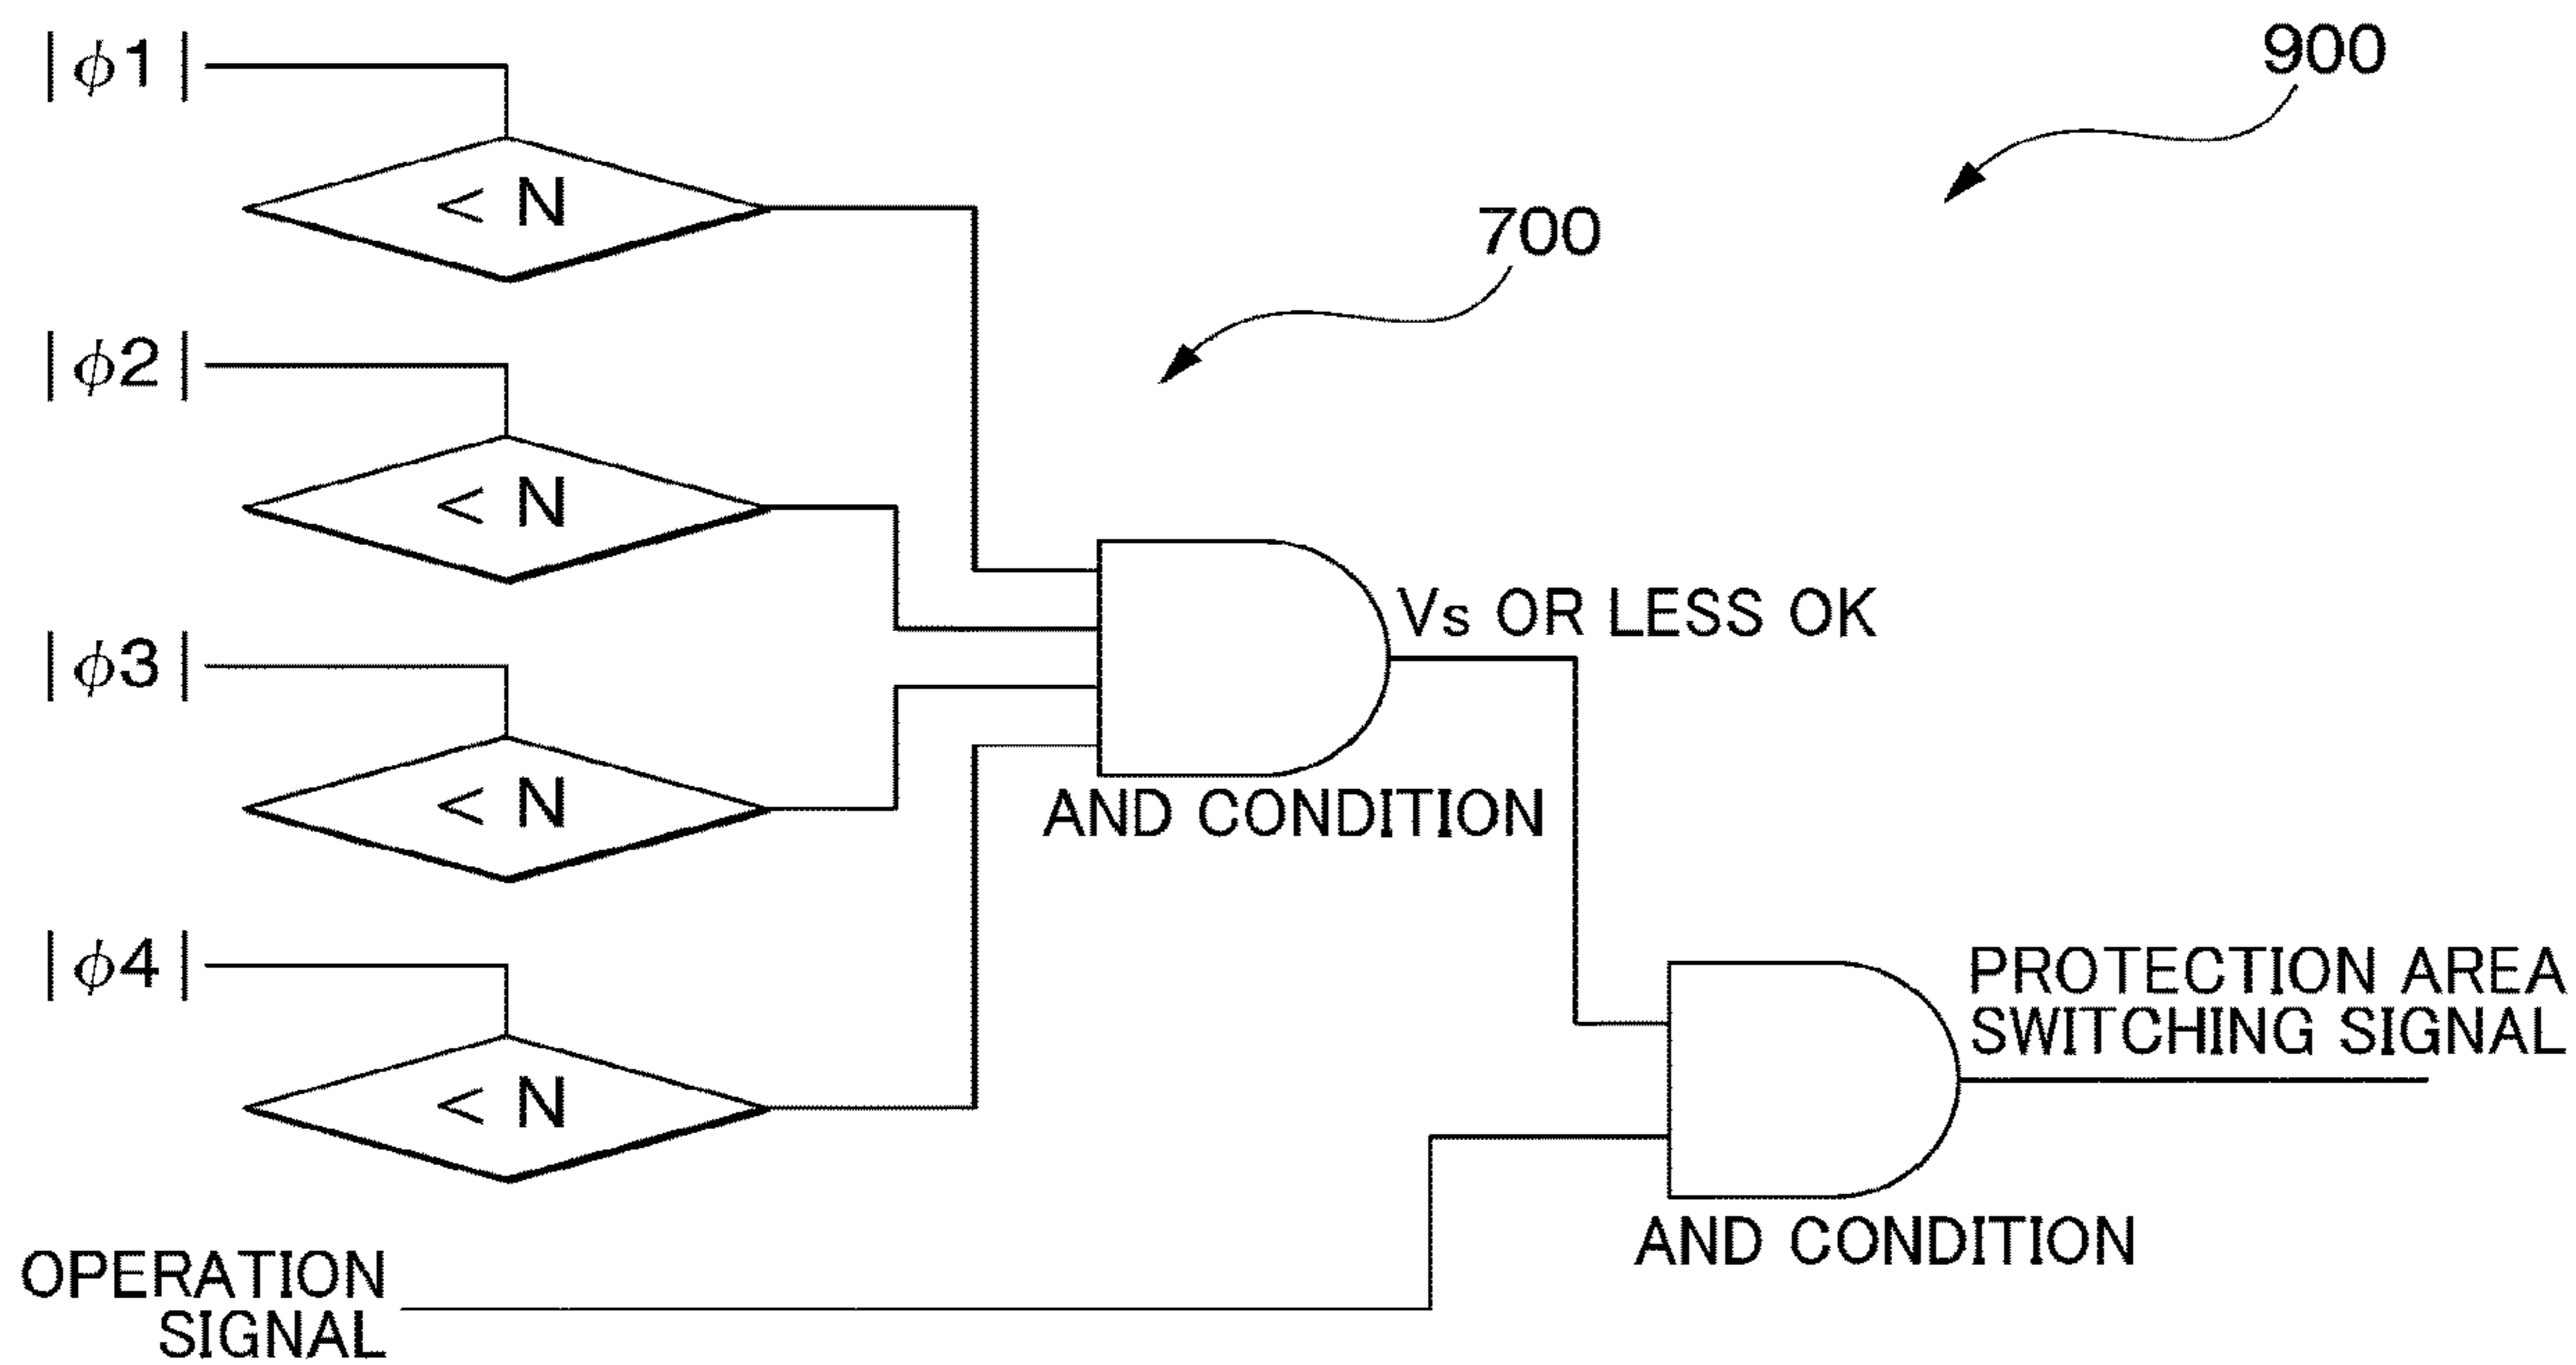 |ϕ1|
900
< N
700
|ϕ2|
< N
Vs OR LESS OK
|ϕ3|
< N
AND CONDITION
|ϕ4|
PROTECTION AREA
SWITCHING SIGNAL
< N
AND CONDITION
OPERATION
SIGNAL